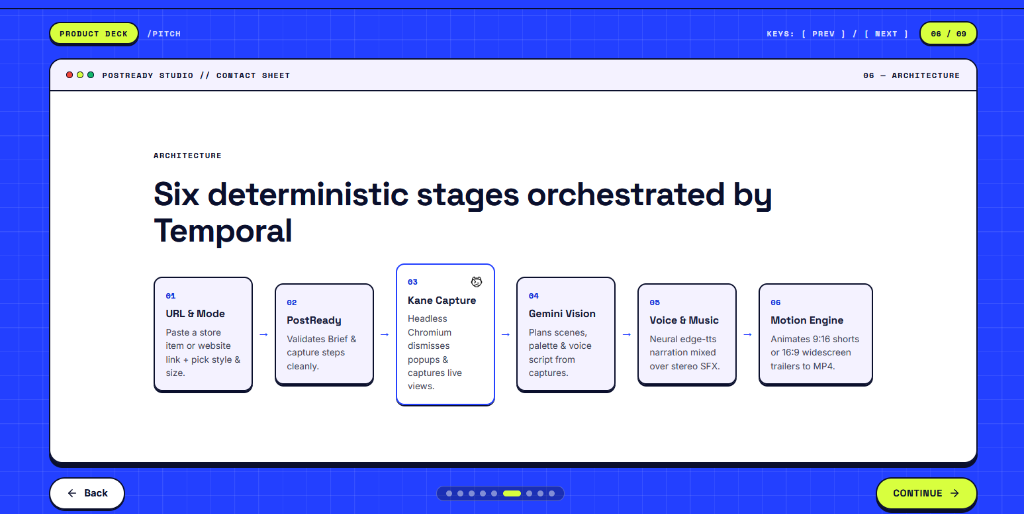 PRODUCT DECK
/PITCH
KEYS: [ PREV ] / [ NEXT ]
06 / 09
POSTREADY STUDIO // CONTACT SHEET
06 — ARCHITECTURE
ARCHITECTURE
Six deterministic stages orchestrated by
Temporal
01
URL & Mode
Paste a store
item or website
link + pick style &
size.
→
02
PostReady
Validates Brief &
capture steps
cleanly.
→
03
Kane Capture
Headless
Chromium
dismisses
popups &
captures live
views.
→
04
Gemini Vision
Plans scenes,
palette & voice
script from
captures.
→
05
Voice & Music
Neural edge-tts
narration mixed
over stereo SFX.
→
06
Motion Engine
Animates 9:16 shorts
or 16:9 widescreen
trailers to MP4.
← Back
CONTINUE →